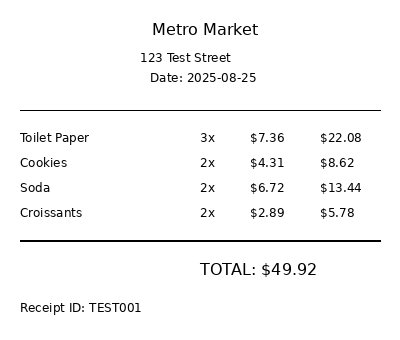 Metro Market
123 Test Street
Date: 2025-08-25
Toilet Paper 3x $7.36 $22.08
Cookies 2x $4.31 $8.62
Soda 2x $6.72 $13.44
Croissants 2x $2.89 $5.78
TOTAL: $49.92
Receipt ID: TEST001